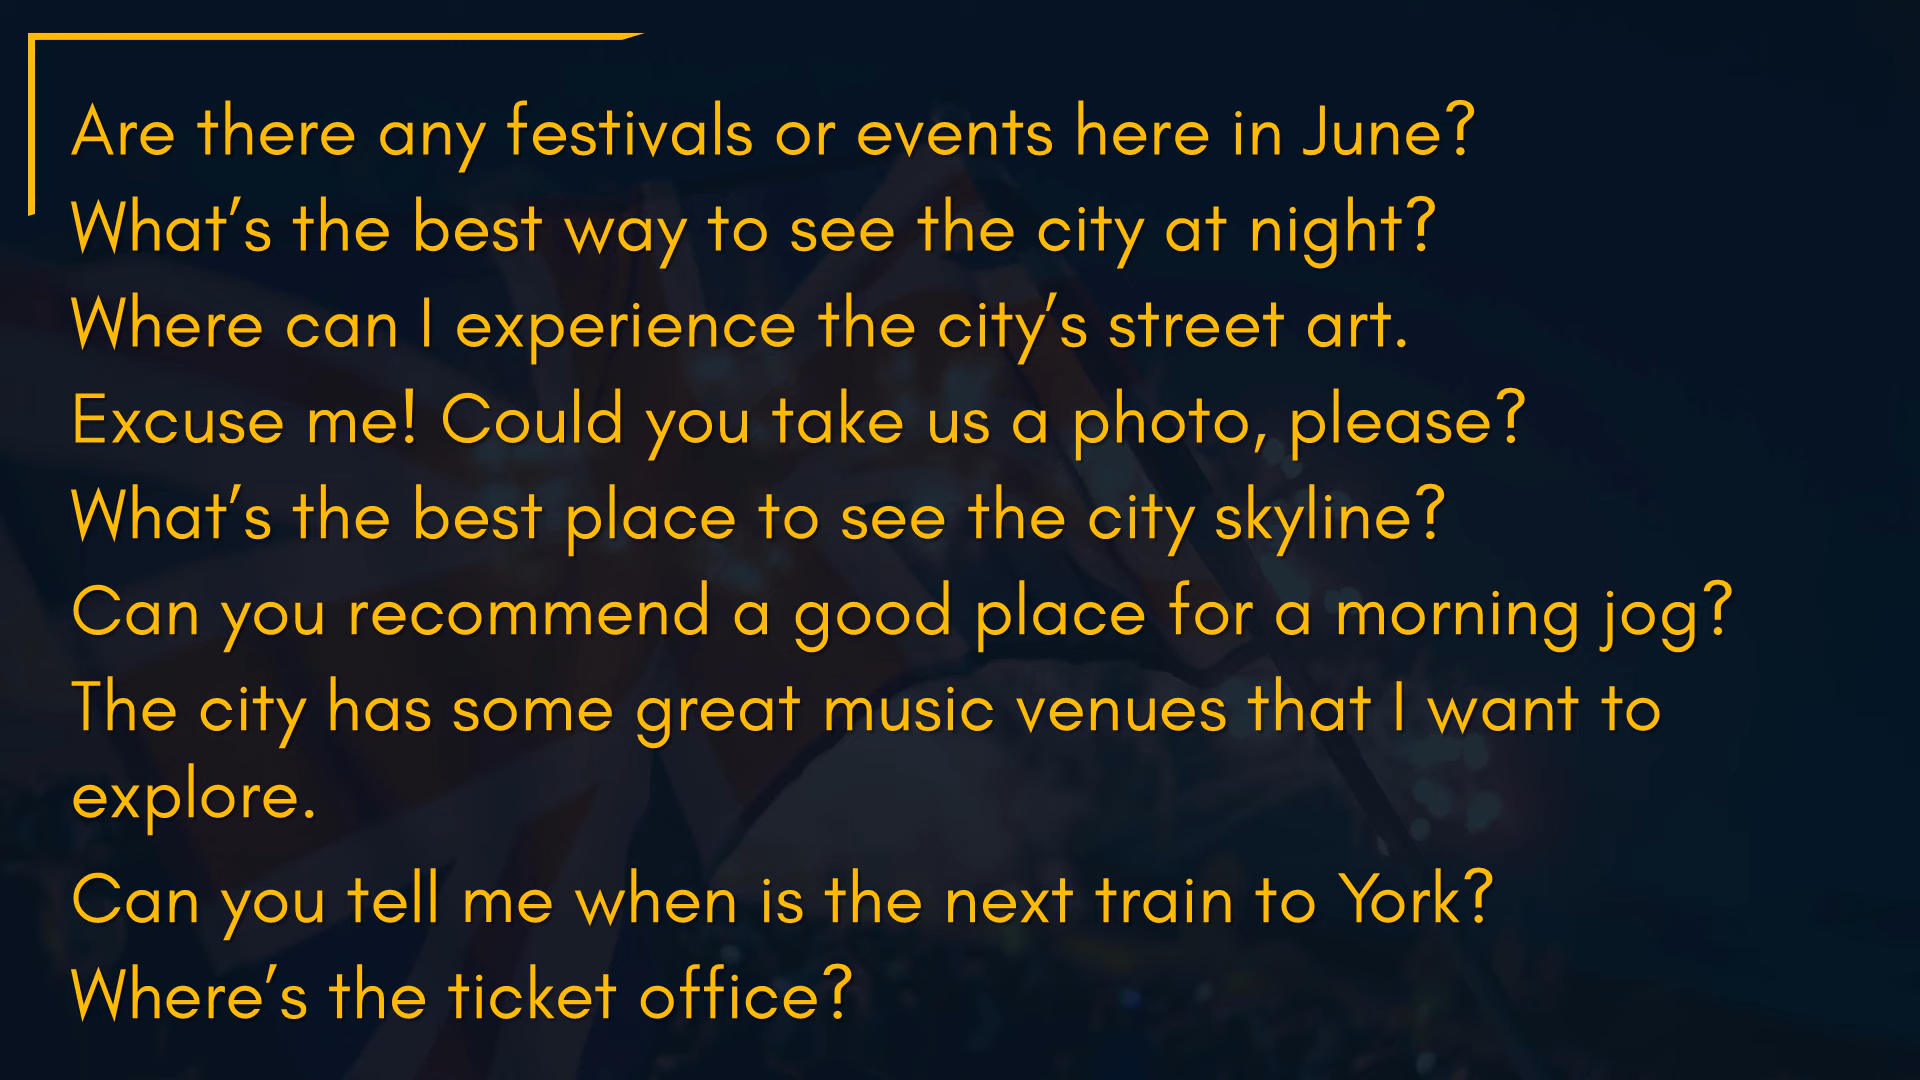 Are there any festivals or events here in June?
What’s the best way to see the city at night?
Where can I experience the city’s street art.
Excuse me! Could you take us a photo, please?
What’s the best place to see the city skyline?
Can you recommend a good place for a morning jog?
The city has some great music venues that I want to
explore.
Can you tell me when is the next train to York?
Where’s the ticket office?